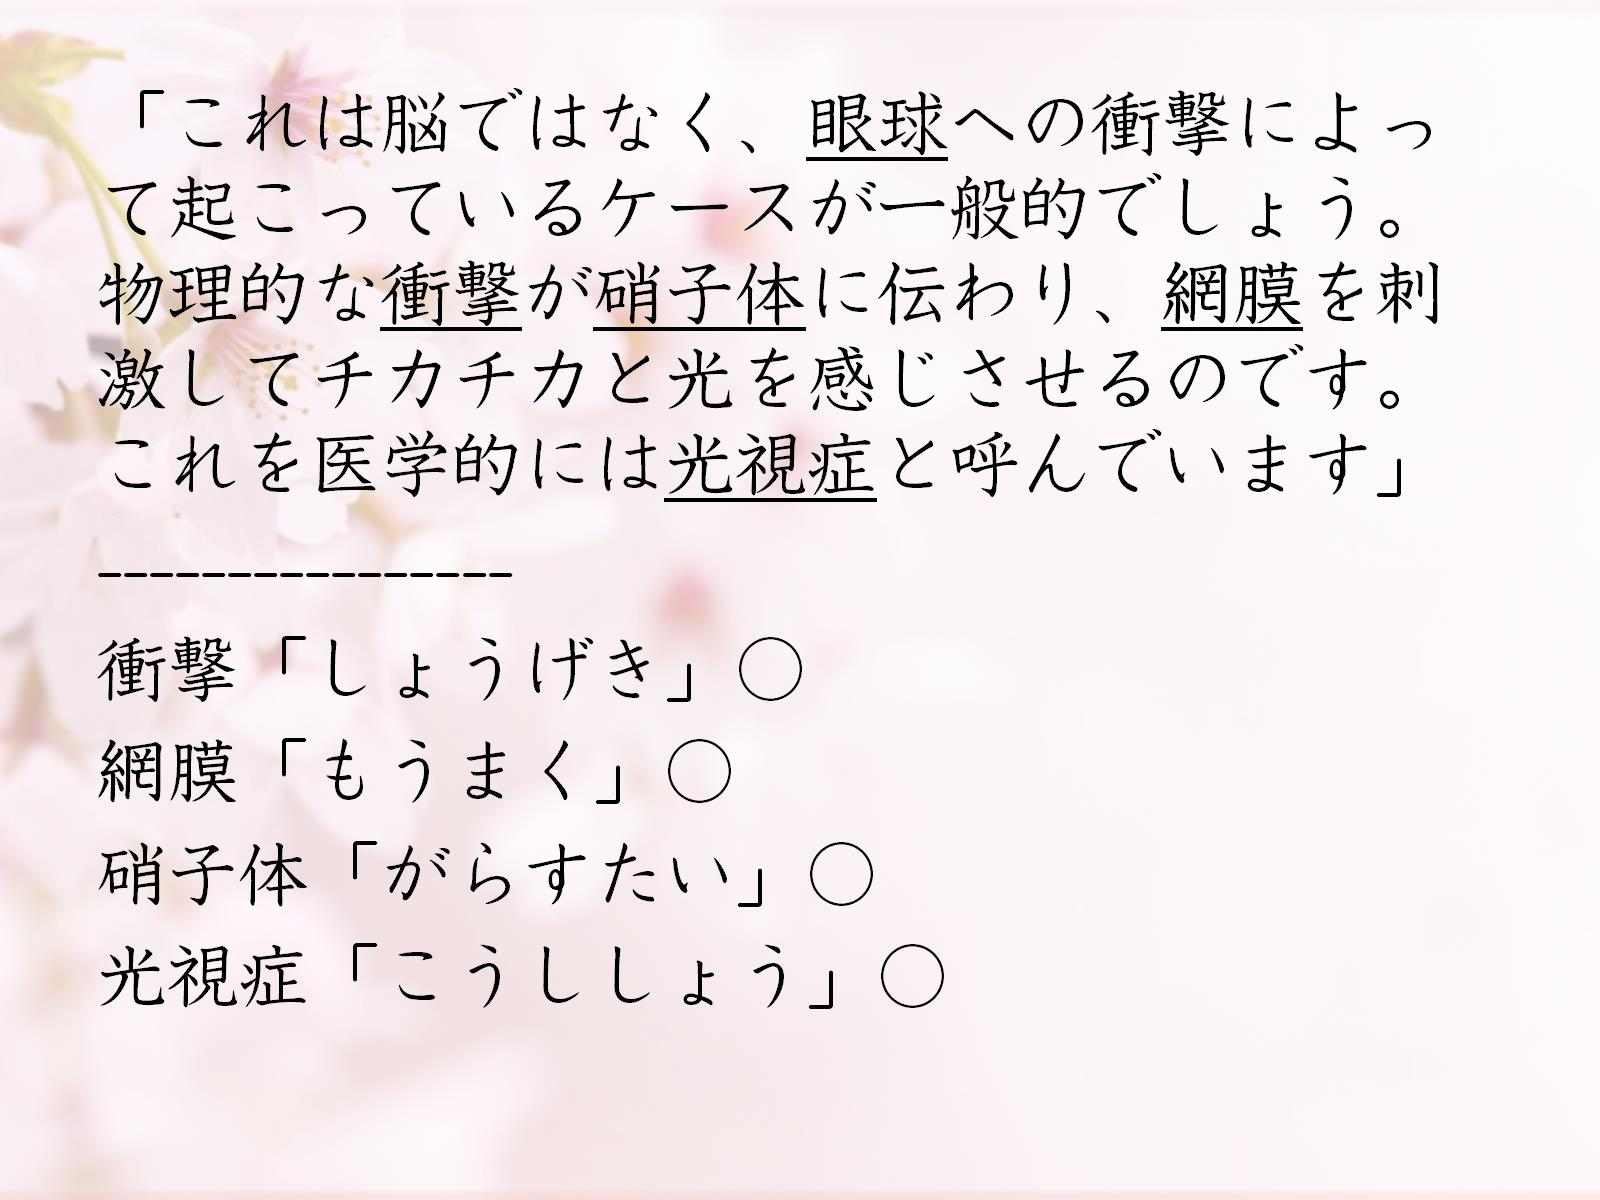 「これは脳ではなく、眼球への衝撃によっ
て起こっているケースが一般的でしょう。
物理的な衝撃が硝子体に伝わり、網膜を刺
激してチカチカと光を感じさせるのです。
これを医学的には光視症と呼んでいます」
----------------
衝撃「しょうげき」○
網膜「もうまく」○
硝子体「がらすたい」○
光視症「こうししょう」○